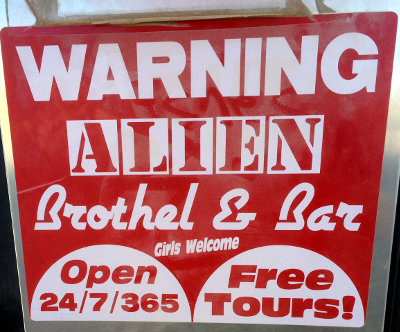 WARNING
ALIEN
Brothel & Bar
Girls Welcome
Open
24/7/365
Free
Tours!